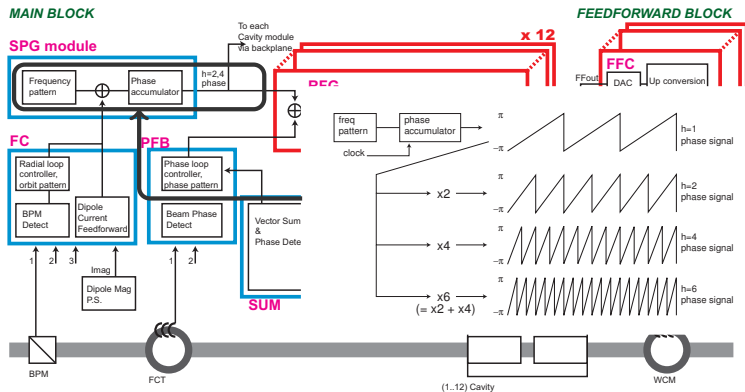 MAIN BLOCK
FEEDFORWARD BLOCK
To each
Cavity module
via backplane
x 12
SPG module
Frequency
pattern
Phase
accumulator
h=2,4
phase
FFC
FFout
DAC
Up conversion
freq
pattern
phase
accumulator
clock
π
−π
h=1
phase signal
x2
π
−π
h=2
phase signal
x4
π
−π
h=4
phase signal
x6
(= x2 + x4)
π
−π
h=6
phase signal
FC
Radial loop
controller,
orbit pattern
BPM
Detect
Dipole
Current
Feedforward
1
2
3
Imag
Dipole Mag
P.S.
PFB
Phase loop
controller,
phase pattern
Beam Phase
Detect
1
2
Vector Sum
&
Phase Dete
SUM
BPM
FCT
(1..12) Cavity
WCM